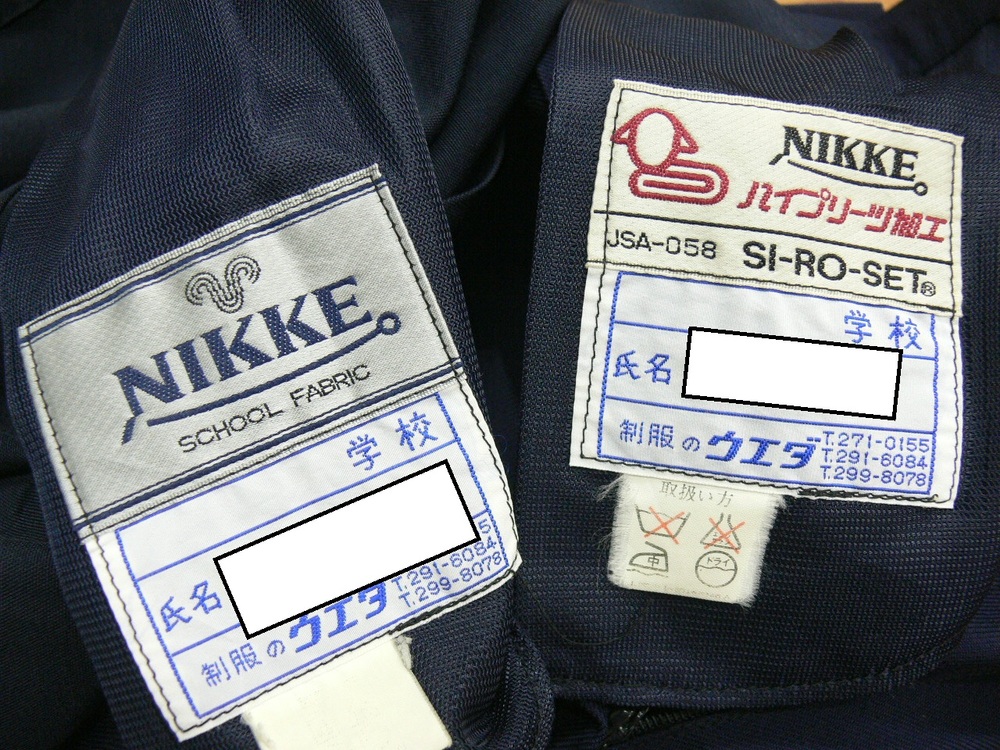 NIKKE
SCHOOL FABRIC
学校
氏名
5
T.291-6084
T.299-8078
制服のウエダ
NIKKE
ハイプリーツ加工
JSA-058 SI-RO-SET®
学校
氏名
制服のウエダ
T.271-0155
T.291-6084
T.299-8078
取扱い方
中
ドライ